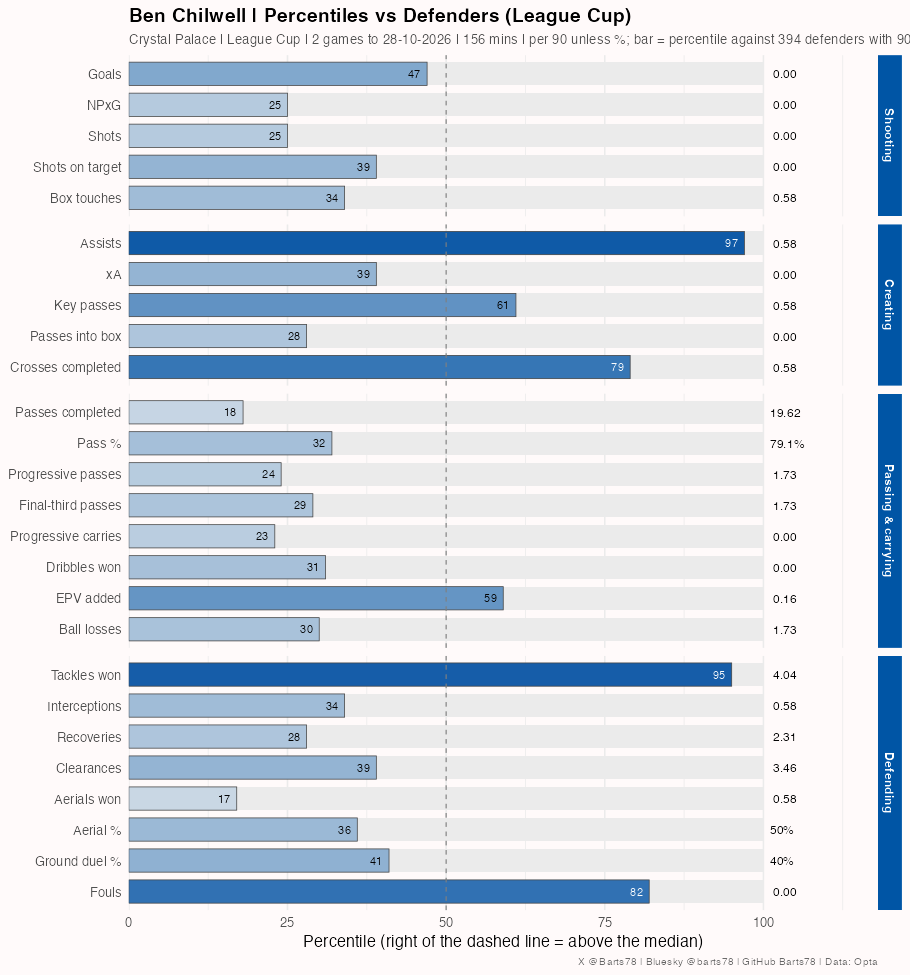 Ben Chilwell | Percentiles vs Defenders (League Cup)
Crystal Palace | League Cup | 2 games to 28-10-2026 | 156 mins | per 90 unless %; bar = percentile against 394 defenders with 90
Goals 47 0.00
NPxG 25 0.00
Shots 25 0.00
Shots on target 39 0.00
Box touches 34 0.58
Shooting
Assists 97 0.58
xA 39 0.00
Key passes 61 0.58
Passes into box 28 0.00
Crosses completed 79 0.58
Creating
Passes completed 18 19.62
Pass % 32 79.1%
Progressive passes 24 1.73
Final-third passes 29 1.73
Progressive carries 23 0.00
Dribbles won 31 0.00
EPV added 59 0.16
Ball losses 30 1.73
Passing & carrying
Tackles won 95 4.04
Interceptions 34 0.58
Recoveries 28 2.31
Clearances 39 3.46
Aerials won 17 0.58
Aerial % 36 50%
Ground duel % 41 40%
Fouls 82 0.00
Defending
0 25 50 75 100
Percentile (right of the dashed line = above the median)
X @Barts78 | Bluesky @barts78 | GitHub Barts78 | Data: Opta